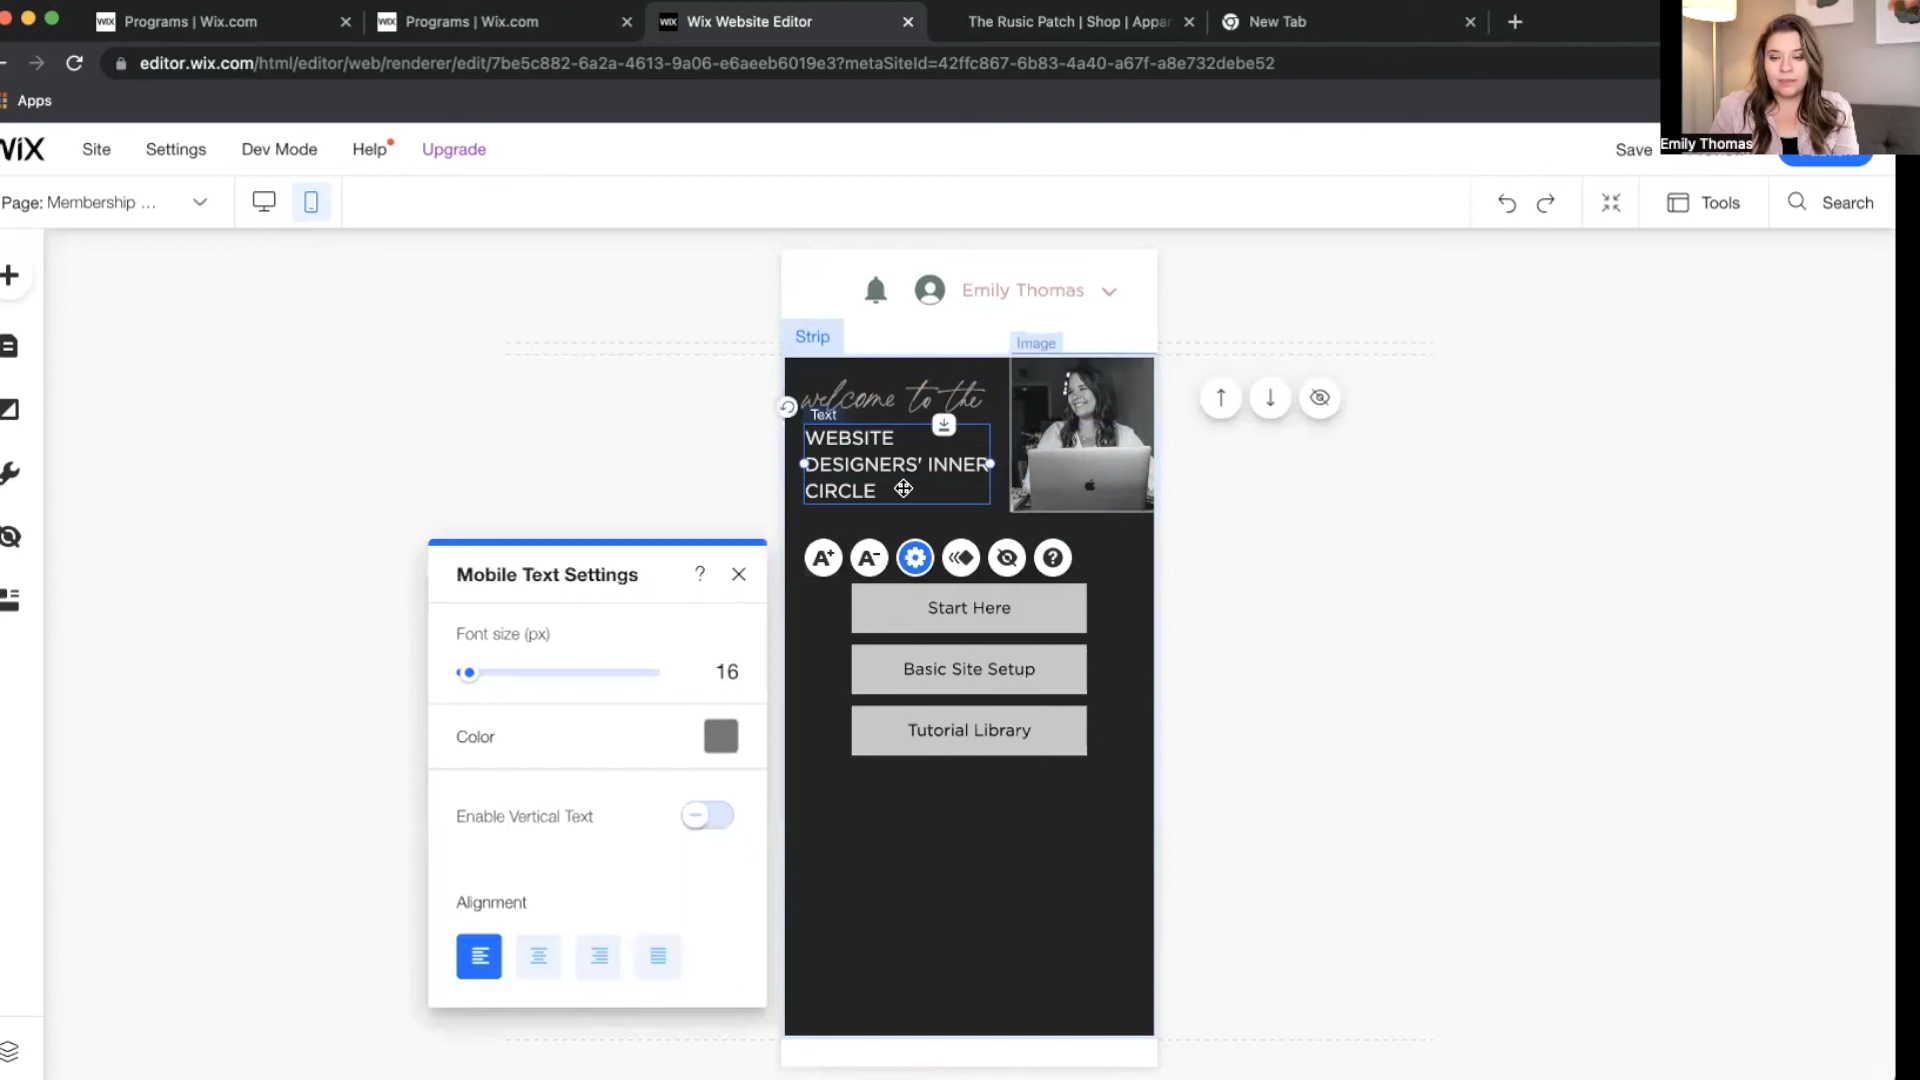 Programs | Wix.com
Programs | Wix.com
Wix Website Editor
The Rusic Patch | Shop | Appar
New Tab
editor.wix.com/html/editor/web/renderer/edit/7be5c882-6a2a-4613-9a06-e6aeeb6019e3?metaSiteId=42ffc867-6b83-4a40-a67f-a8e732debe52
Apps
Emily Thomas
WiX
Site
Settings
Dev Mode
Help
Upgrade
Save
Page: Membership ...
Tools
Search
Emily Thomas
Strip
Image
welcome to the
Text
WEBSITE
DESIGNERS' INNER
CIRCLE
A+
A-
?
Start Here
Basic Site Setup
Tutorial Library
Mobile Text Settings
?
Font size (px)
16
Color
Enable Vertical Text
Alignment